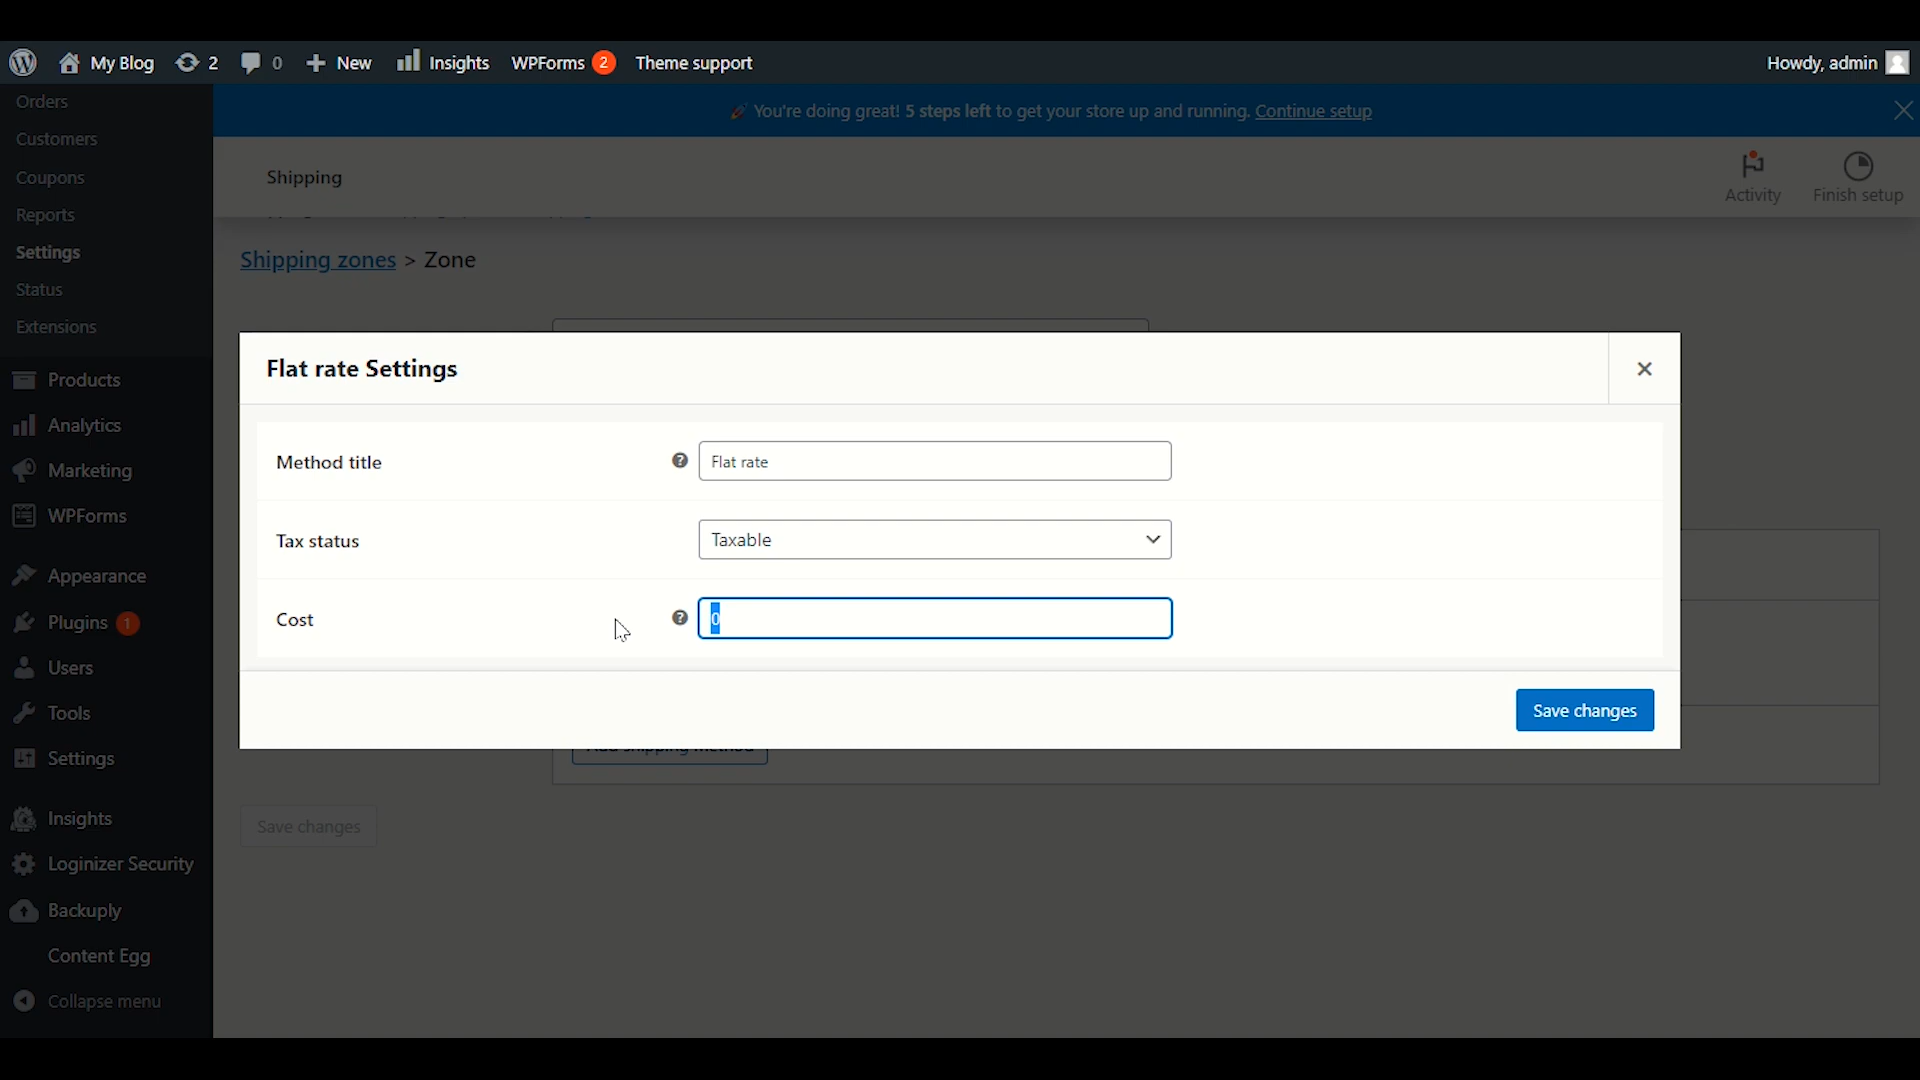 My Blog 2 0 New Insights WPForms 2 Theme support Howdy, admin
Orders
Customers
Coupons
Reports
Settings
Status
Extensions
Products
Analytics
Marketing
WPForms
Appearance
Plugins 1
Users
Tools
Settings
Insights
Loginizer Security
Backuply
Content Egg
Collapse menu
You're doing great! 5 steps left to get your store up and running. Continue setup
Shipping
Activity
Finish setup
Shipping zones > Zone
Flat rate Settings
Method title
Flat rate
Tax status
Taxable
Cost
0
Save changes
Add shipping method
Save changes